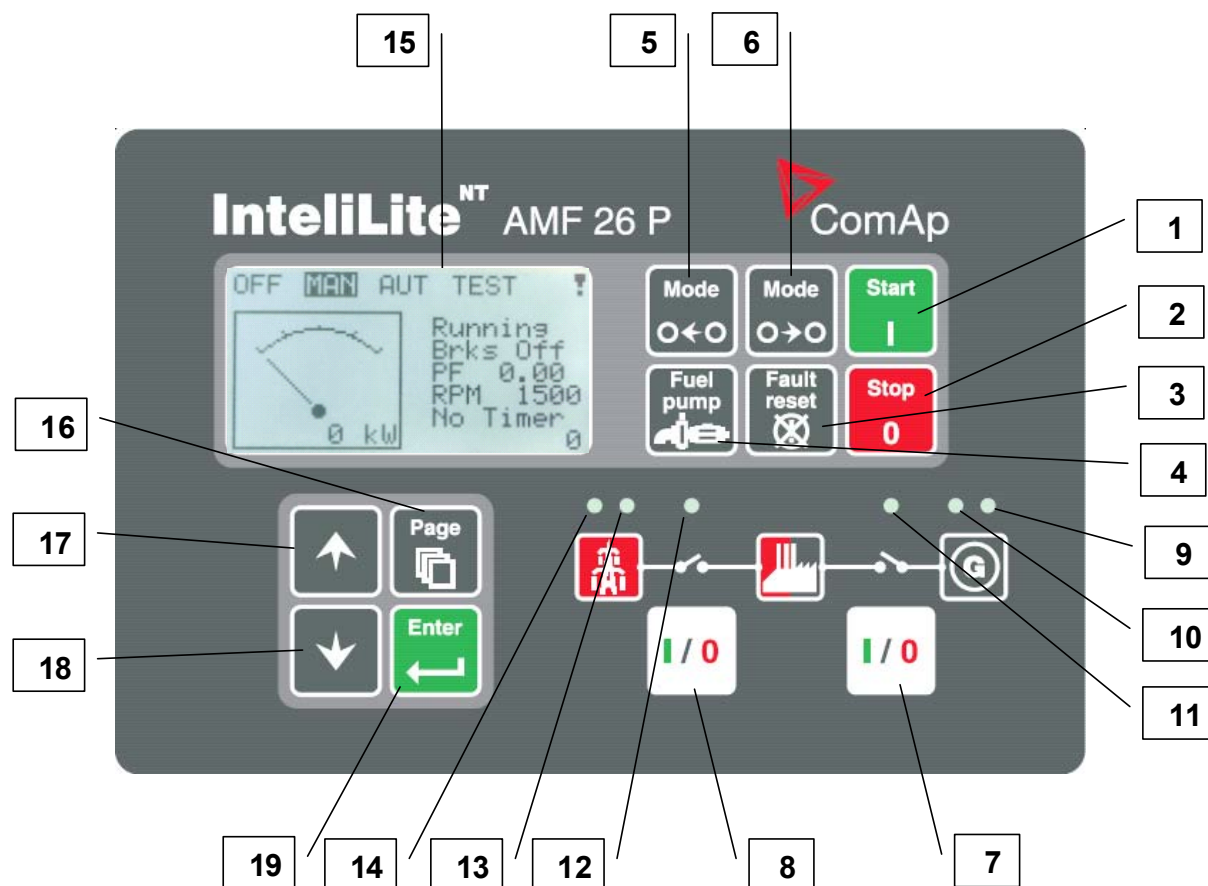 15
5
6
InteliLite NT AMF 26 P
ComAp
1
OFF MAN AUT TEST !
Mode
Mode
Start
I
2
Running
Brks Off
PF 0.00
RPM 1500
No Timer
0
0 kW
Fuel pump
Fault reset
Stop
0
3
16
4
17
Page
9
G
10
Enter
18
I / 0
I / 0
11
19
14
13
12
8
7